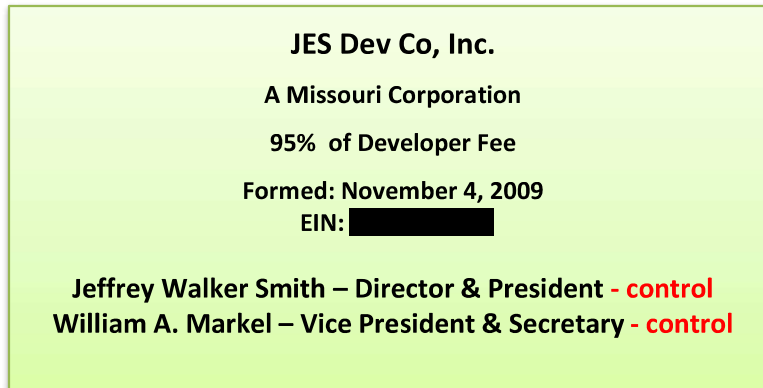 JES Dev Co, Inc.
A Missouri Corporation
95%  of Developer Fee
Formed: November 4, 2009
EIN:
Jeffrey Walker Smith – Director & President - control
William A. Markel – Vice President & Secretary - control